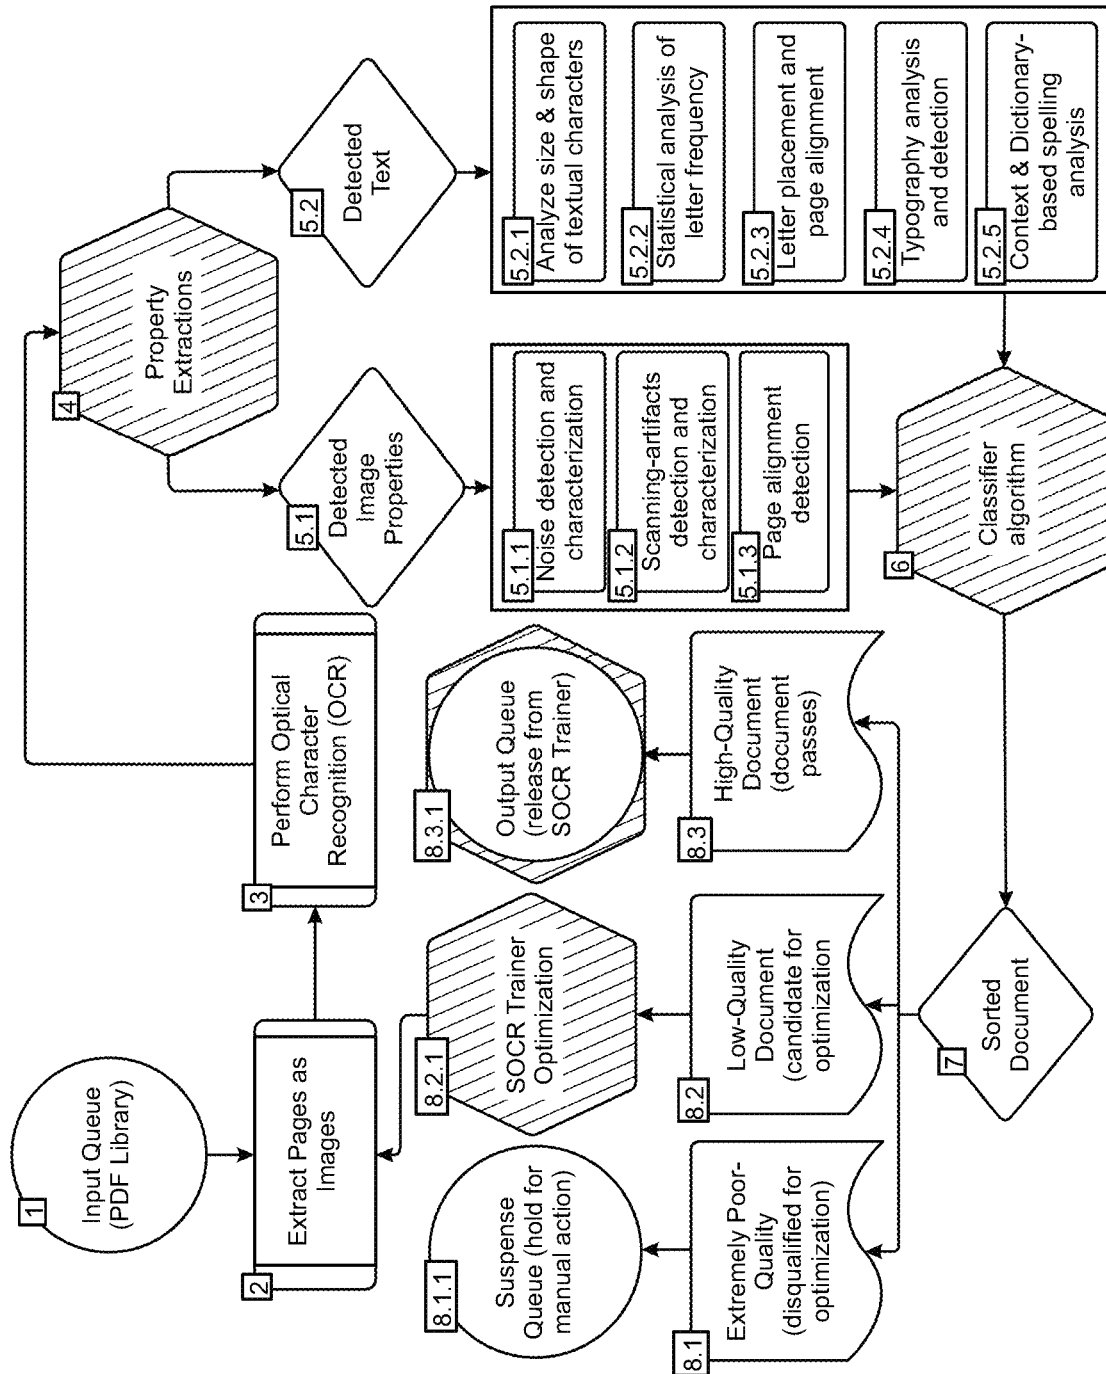 1
Input Queue
(PDF Library)
2
Extract Pages as
Images
3
Perform Optical
Character
Recognition (OCR)
4
Property
Extractions
5.1
Detected
Image
Properties
5.2
Detected
Text
5.1.1
Noise detection and
characterization
5.1.2
Scanning-artifacts
detection and
characterization
5.1.3
Page alignment
detection
5.2.1
Analyze size & shape
of textual characters
5.2.2
Statistical analysis of
letter frequency
5.2.3
Letter placement and
page alignment
5.2.4
Typography analysis
and detection
5.2.5
Context & Dictionary-
based spelling
analysis
6
Classifier
algorithm
7
Sorted
Document
8.1
Extremely Poor-
Quality
(disqualified for
optimization)
8.1.1
Suspense
Queue (hold for
manual action)
8.2
Low-Quality
Document
(candidate for
optimization
8.2.1
SOCR Trainer
Optimization
8.3
High-Quality
Document
(document
passes)
8.3.1
Output Queue
(release from
SOCR Trainer)